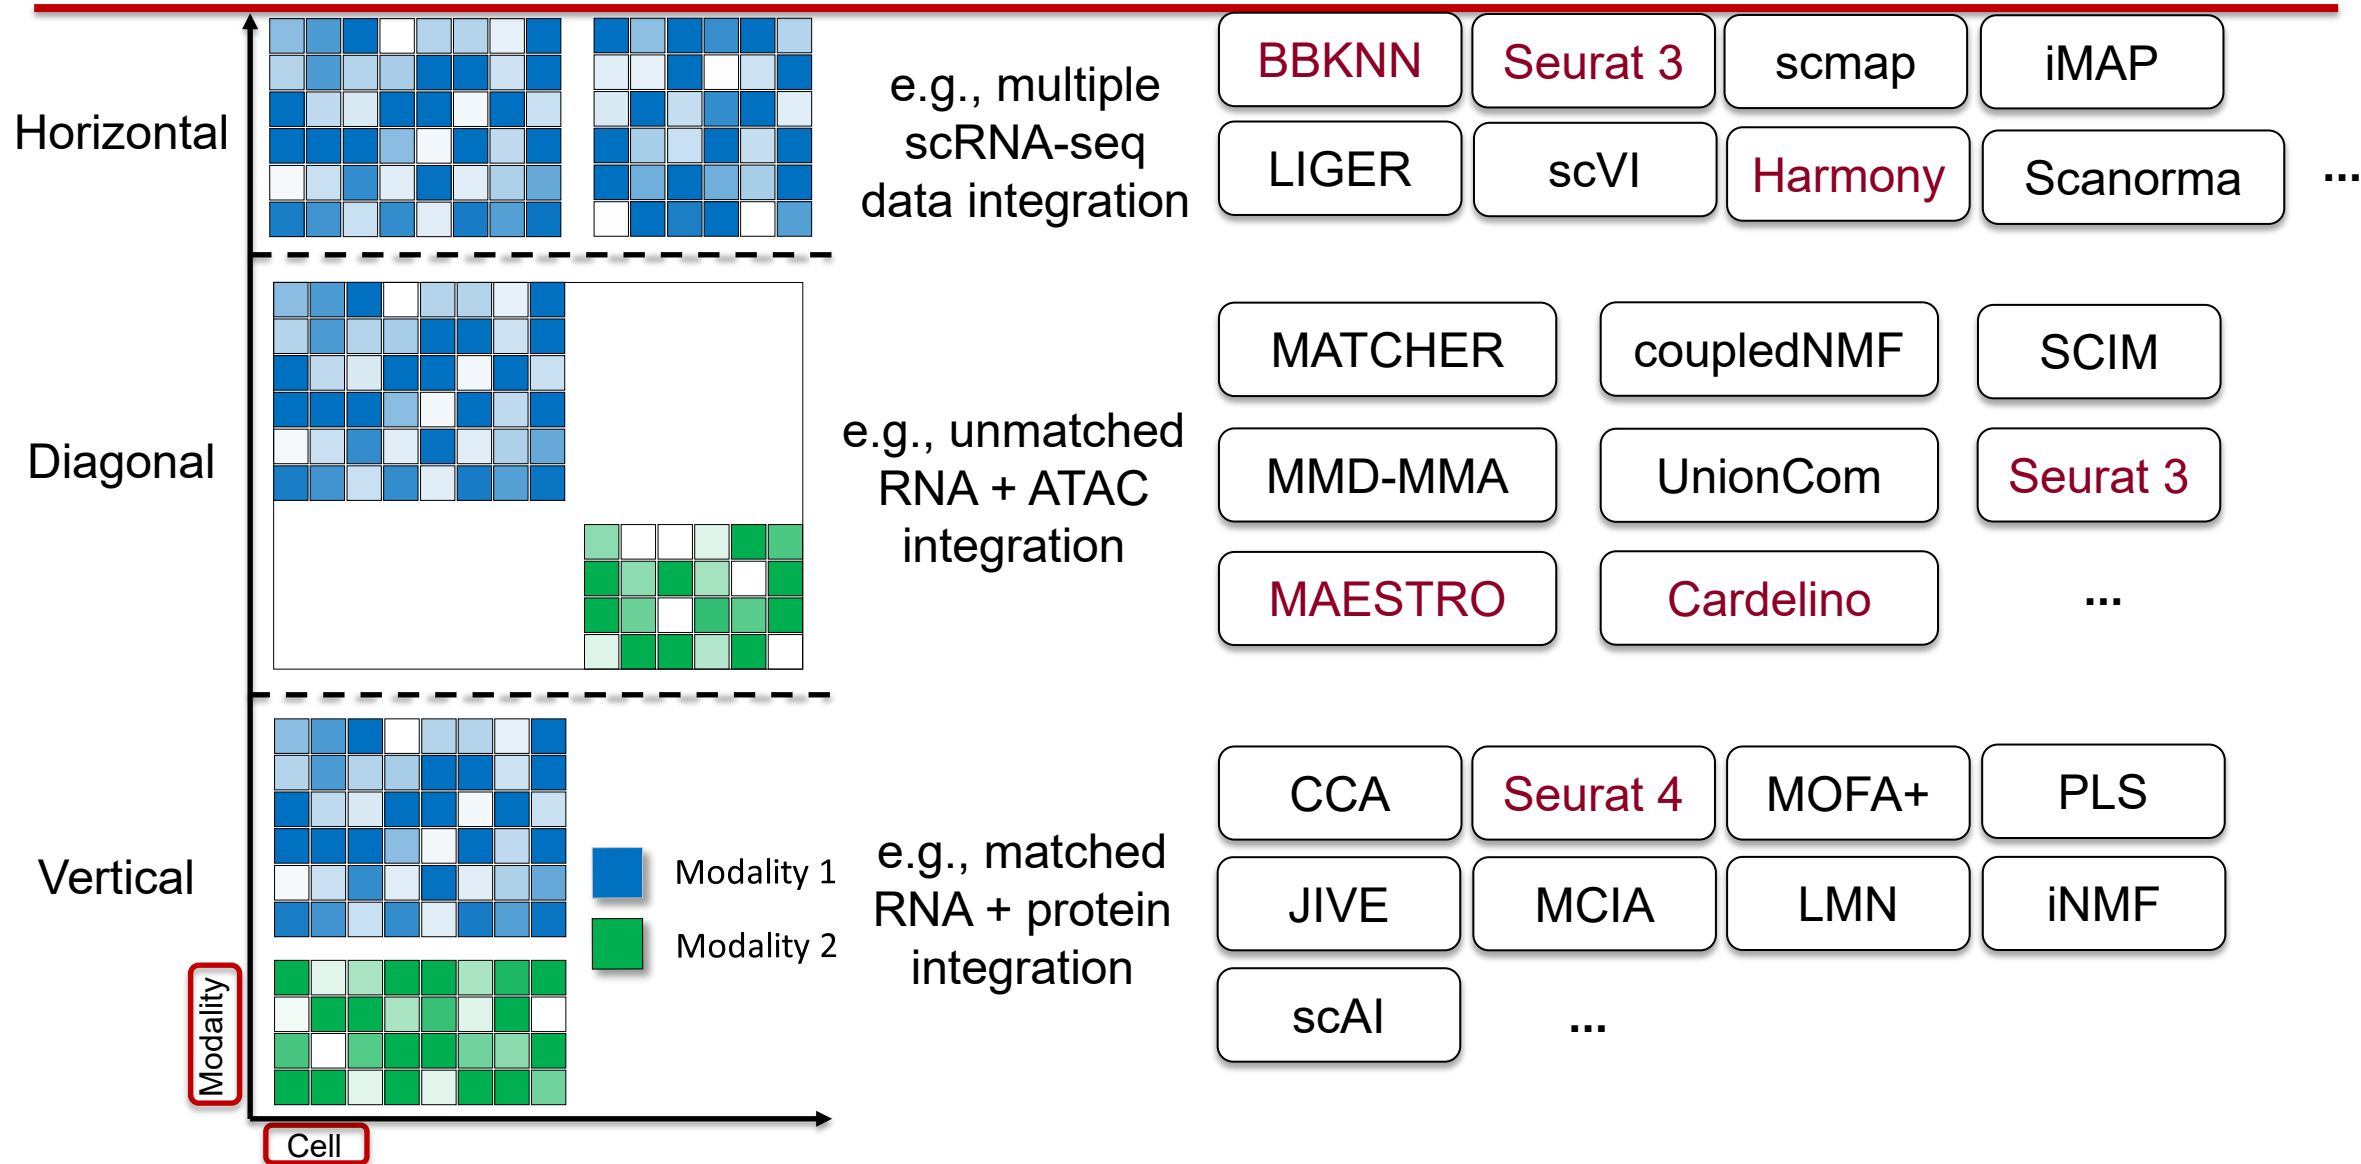 Horizontal
e.g., multiple
scRNA-seq
data integration
BBKNN
Seurat 3
scmap
iMAP
LIGER
scVI
Harmony
Scanorma
...
Diagonal
e.g., unmatched
RNA + ATAC
integration
MATCHER
coupledNMF
SCIM
MMD-MMA
UnionCom
Seurat 3
MAESTRO
Cardelino
...
Vertical
Modality 1
Modality 2
e.g., matched
RNA + protein
integration
CCA
Seurat 4
MOFA+
PLS
JIVE
MCIA
LMN
iNMF
scAI
...
Modality
Cell